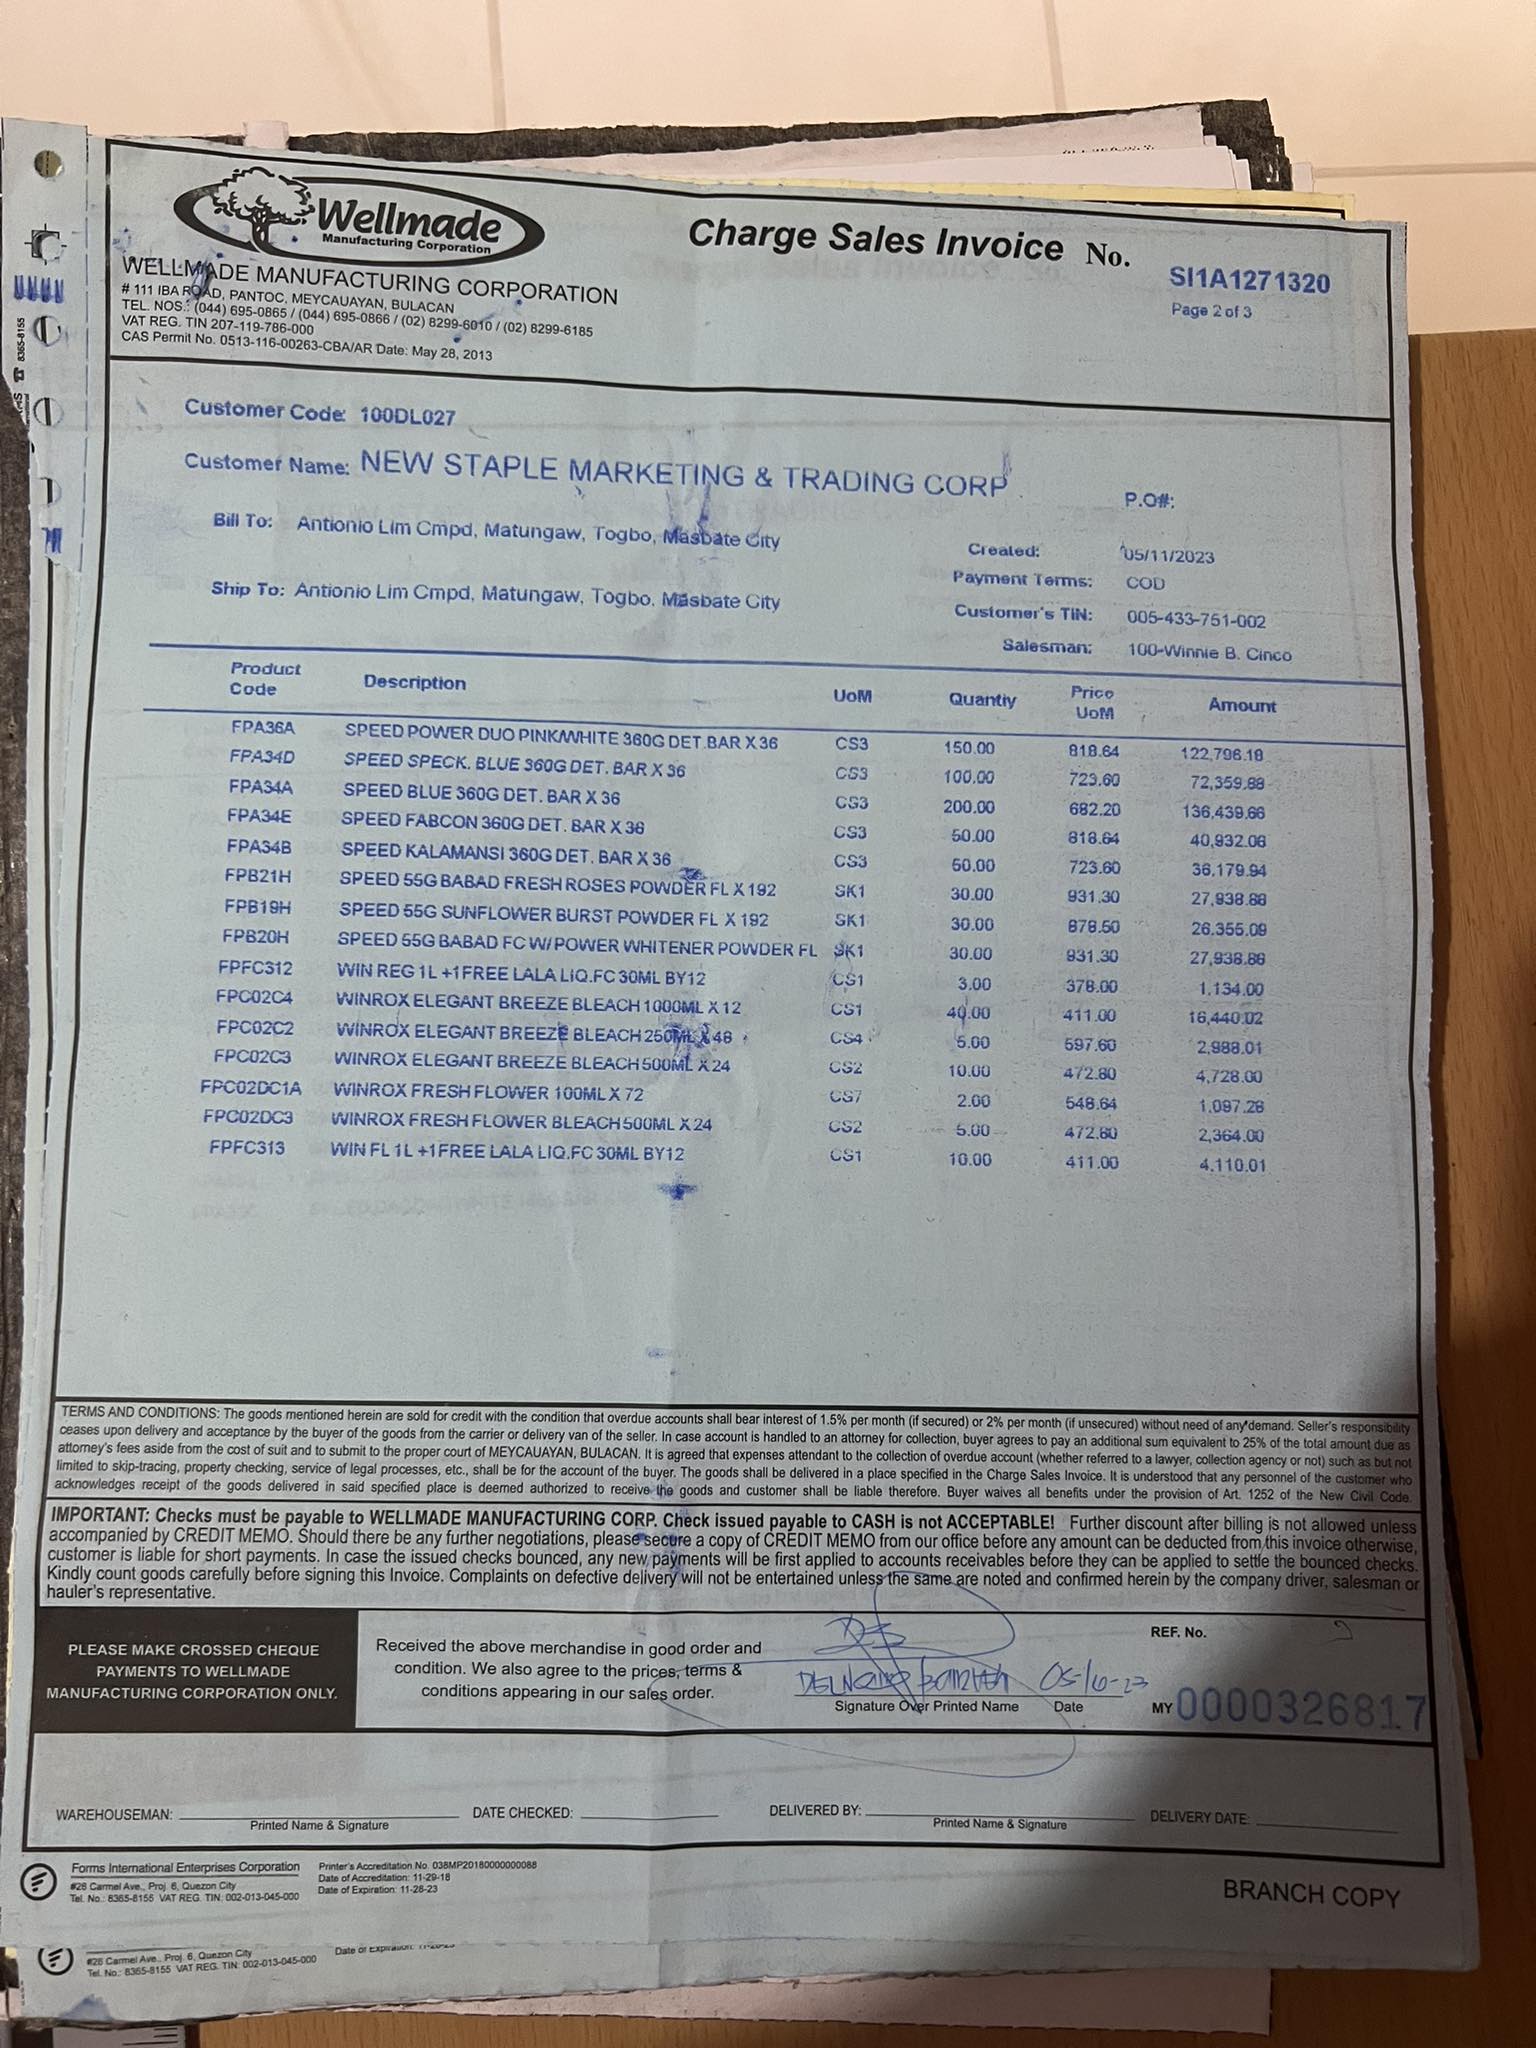 Wellmade
Manufacturing Corporation
Charge Sales Invoice No. SI1A1271320
Page 2 of 3
WELLMADE MANUFACTURING CORPORATION
# 111 IBA ROAD, PANTOC, MEYCAUAYAN, BULACAN
TEL. NOS.: (044) 695-0865 / (044) 695-0866 / (02) 8299-6010 / (02) 8299-6185
VAT REG. TIN 207-119-786-000
CAS Permit No. 0513-116-00263-CBA/AR Date: May 28, 2013
8365-8155
Customer Code: 100DL027
Customer Name: NEW STAPLE MARKETING & TRADING CORP
P.O#:
Bill To: Antionio Lim Cmpd, Matungaw, Togbo, Masbate City
Created: 05/11/2023
Payment Terms: COD
Ship To: Antionio Lim Cmpd, Matungaw, Togbo, Masbate City
Customer's TIN: 005-433-751-002
Salesman: 100-Winnie B. Cinco
Product Code Description UoM Quantiy Price UoM Amount
FPA36A SPEED POWER DUO PINK/WHITE 360G DET.BAR X 36 CS3 150.00 818.64 122,796.18
FPA34D SPEED SPECK. BLUE 360G DET. BAR X 36 CS3 100.00 723.60 72,359.88
FPA34A SPEED BLUE 360G DET. BAR X 36 CS3 200.00 682.20 136,439.66
FPA34E SPEED FABCON 360G DET. BAR X 36 CS3 50.00 818.64 40,932.06
FPA34B SPEED KALAMANSI 360G DET. BAR X 36 CS3 50.00 723.60 36,179.94
FPB21H SPEED 55G BABAD FRESH ROSES POWDER FL X 192 SK1 30.00 931.30 27,938.86
FPB19H SPEED 55G SUNFLOWER BURST POWDER FL X 192 SK1 30.00 878.50 26,355.09
FPB20H SPEED 55G BABAD FC W/ POWER WHITENER POWDER FL SK1 30.00 931.30 27,938.86
FPFC312 WIN REG 1L +1FREE LALA LIQ.FC 30ML BY12 CS1 3.00 378.00 1,134.00
FPC02C4 WINROX ELEGANT BREEZE BLEACH 1000ML X 12 CS1 40.00 411.00 16,440.02
FPC02C2 WINROX ELEGANT BREEZE BLEACH 250ML X 48 CS4 5.00 597.60 2,988.01
FPC02C3 WINROX ELEGANT BREEZE BLEACH 500ML X 24 CS2 10.00 472.80 4,728.00
FPC02DC1A WINROX FRESH FLOWER 100ML X 72 CS7 2.00 548.64 1,097.28
FPC02DC3 WINROX FRESH FLOWER BLEACH 500ML X 24 CS2 5.00 472.80 2,364.00
FPFC313 WIN FL 1L +1FREE LALA LIQ.FC 30ML BY12 CS1 10.00 411.00 4,110.01
TERMS AND CONDITIONS: The goods mentioned herein are sold for credit with the condition that overdue accounts shall bear interest of 1.5% per month (if secured) or 2% per month (if unsecured) without need of any demand. Seller's responsibility
ceases upon delivery and acceptance by the buyer of the goods from the carrier or delivery van of the seller. In case account is handled to an attorney for collection, buyer agrees to pay an additional sum equivalent to 25% of the total amount due as
attorney's fees aside from the cost of suit and to submit to the proper court of MEYCAUAYAN, BULACAN. It is agreed that expenses attendant to the collection of overdue account (whether referred to a lawyer, collection agency or not) such as but not
limited to skip-tracing, property checking, service of legal processes, etc., shall be for the account of the buyer. The goods shall be delivered in a place specified in the Charge Sales Invoice. It is understood that any personnel of the customer who
acknowledges receipt of the goods delivered in said specified place is deemed authorized to receive the goods and customer shall be liable therefore. Buyer waives all benefits under the provision of Art. 1252 of the New Civil Code.
IMPORTANT: Checks must be payable to WELLMADE MANUFACTURING CORP. Check issued payable to CASH is not ACCEPTABLE! Further discount after billing is not allowed unless
accompanied by CREDIT MEMO. Should there be any further negotiations, please secure a copy of CREDIT MEMO from our office before any amount can be deducted from this invoice otherwise,
customer is liable for short payments. In case the issued checks bounced, any new payments will be first applied to accounts receivables before they can be applied to settle the bounced checks.
Kindly count goods carefully before signing this Invoice. Complaints on defective delivery will not be entertained unless the same are noted and confirmed herein by the company driver, salesman or
hauler's representative.
PLEASE MAKE CROSSED CHEQUE
PAYMENTS TO WELLMADE
MANUFACTURING CORPORATION ONLY.
Received the above merchandise in good order and
condition. We also agree to the prices, terms &
conditions appearing in our sales order.
05-16-23
Signature Over Printed Name Date
REF. No.
MY 0000326817
WAREHOUSEMAN: DATE CHECKED: DELIVERED BY: DELIVERY DATE:
Printed Name & Signature Printed Name & Signature
Forms International Enterprises Corporation
#26 Carmel Ave., Proj. 6, Quezon City
Tel. No.: 8365-8155 VAT REG. TIN: 002-013-045-000
Printer's Accreditation No. 038MP20180000000088
Date of Accreditation: 11-29-18
Date of Expiration: 11-28-23
BRANCH COPY
#26 Carmel Ave., Proj. 6, Quezon City
Tel. No.: 8365-8155 VAT REG. TIN: 002-013-045-000
Date of Expiration: 11-28-23